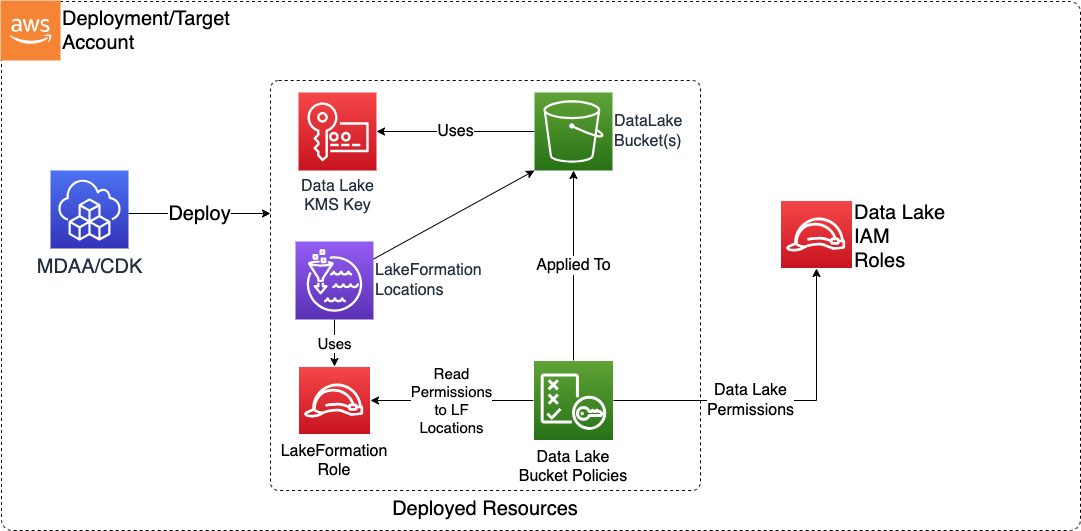 aws
Deployment/Target
Account
DataLake
Bucket(s)
Uses
Data Lake
KMS Key
Deploy
MDAA/CDK
Data Lake
IAM
Roles
LakeFormation
Locations
Applied To
Uses
Read
Permissions
to LF
Locations
Data Lake
Permissions
LakeFormation
Role
Data Lake
Bucket Policies
Deployed Resources